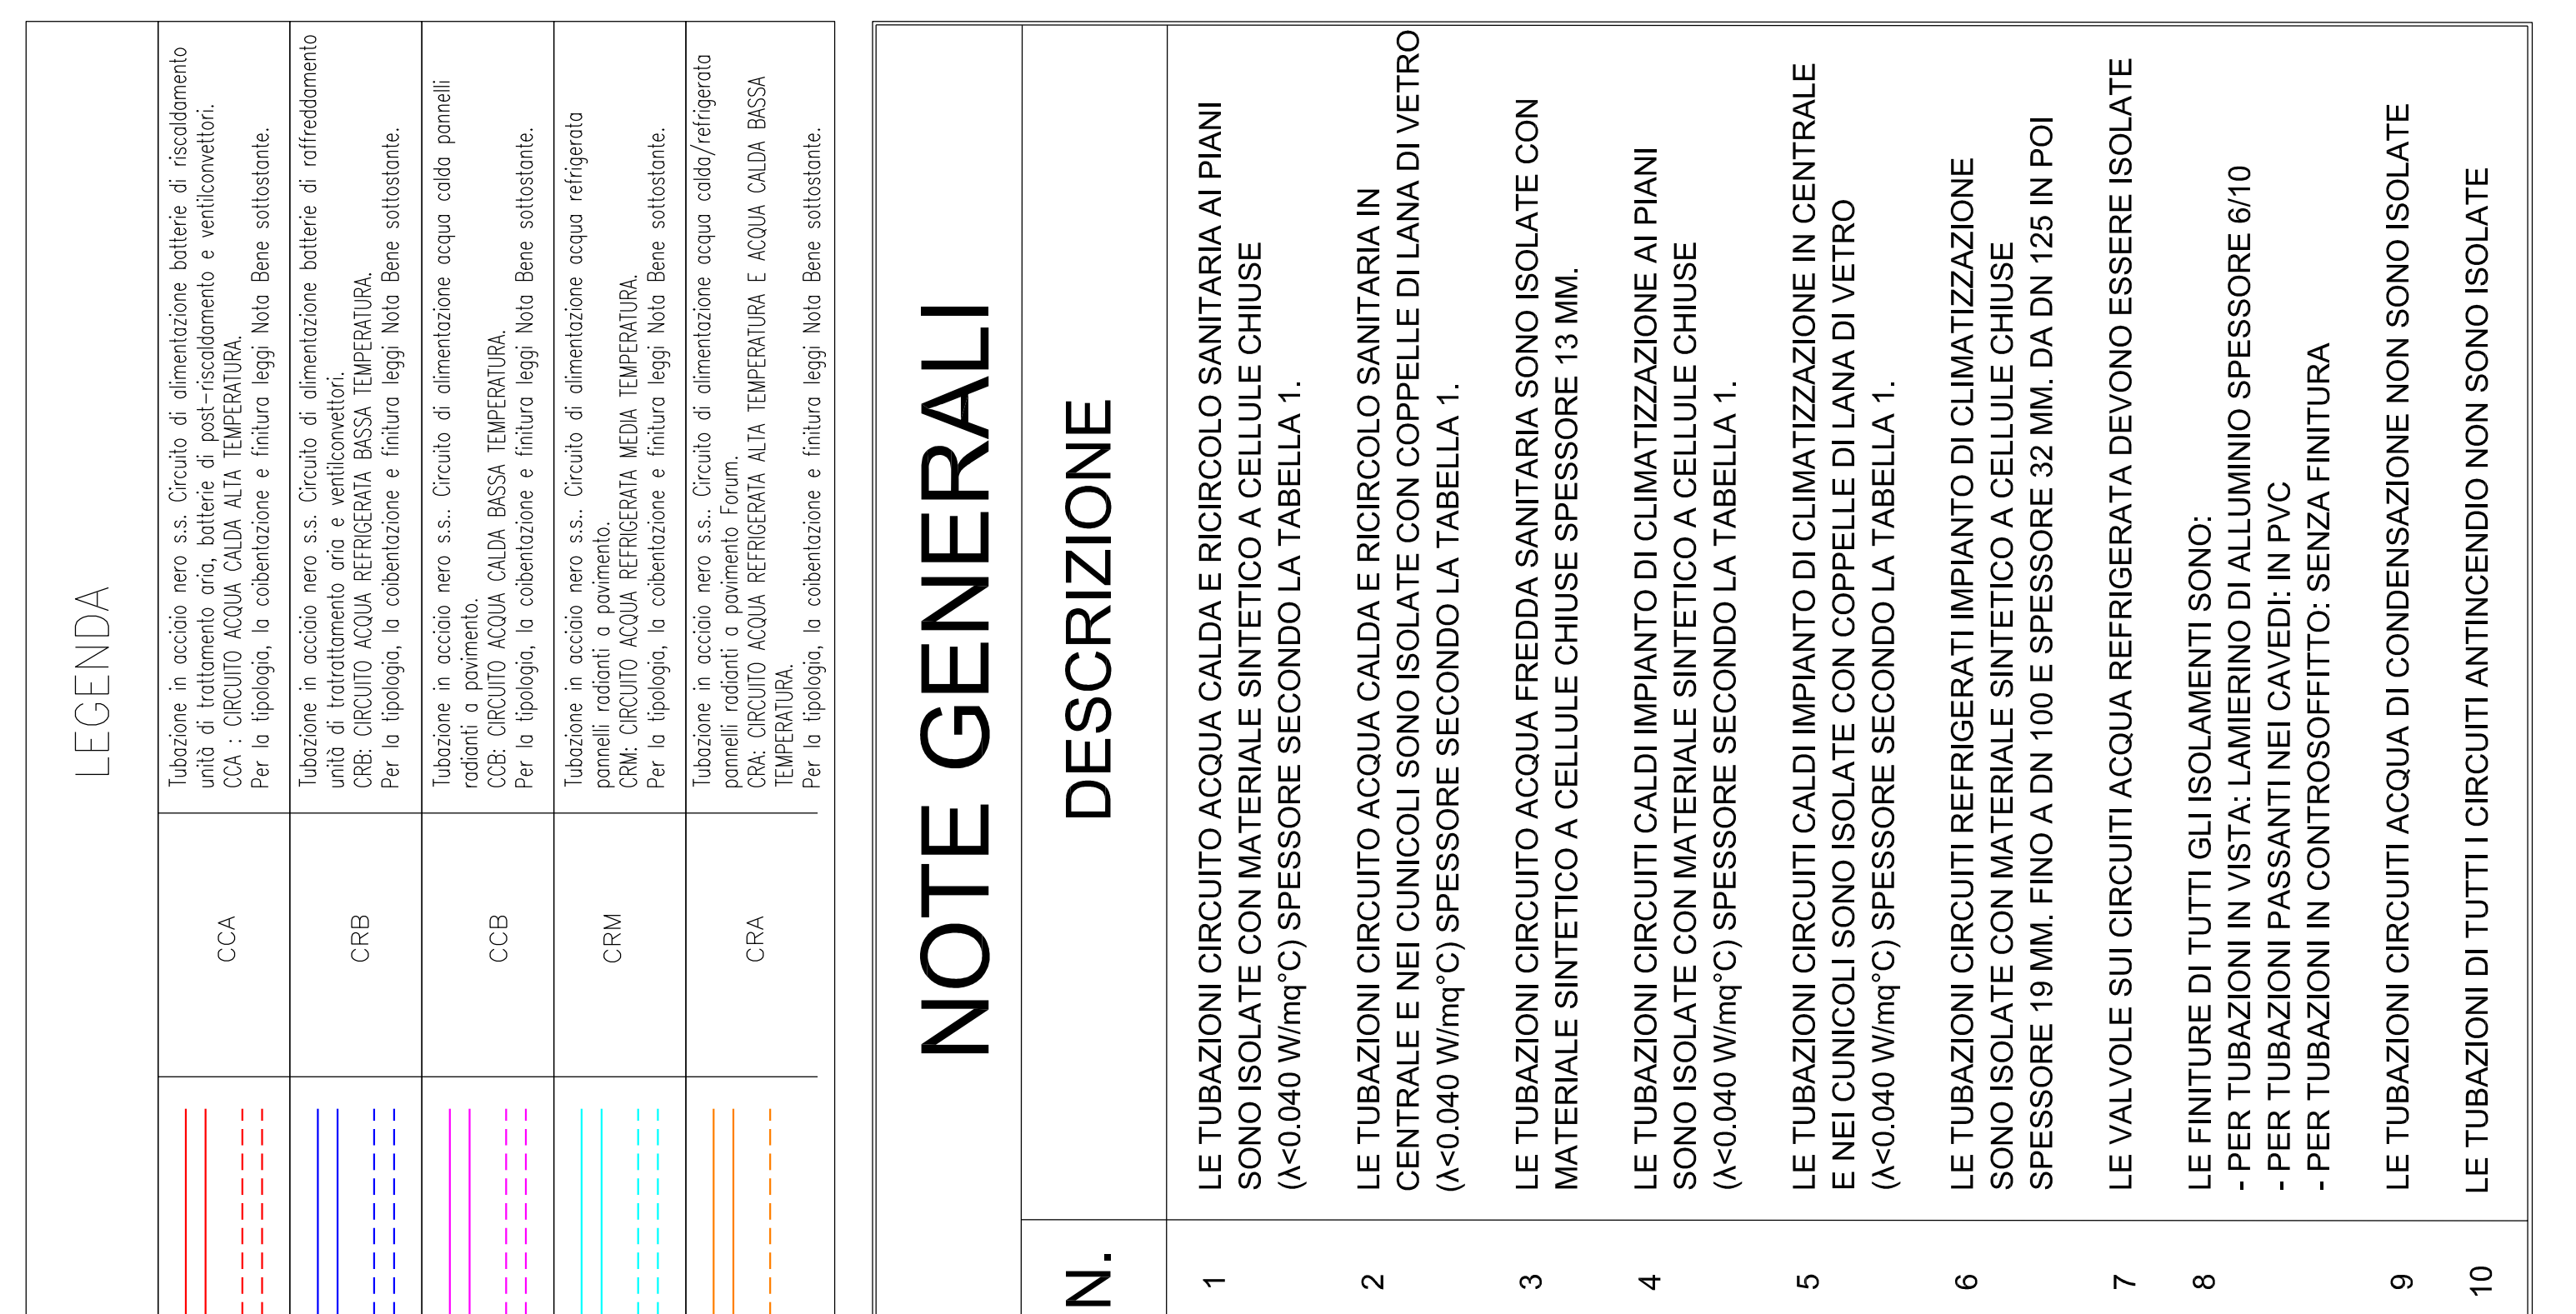 LEGENDA
CCA
Tubazione in acciaio nero s.s. Circuito di alimentazione batterie di riscaldamento
unità di trattamento aria, batterie di post-riscaldamento e ventilconvettori.
CCA : CIRCUITO ACQUA CALDA ALTA TEMPERATURA.
Per la tipologia, la coibentazione e finitura leggi Nota Bene sottostante.
CRB
Tubazione in acciaio nero s.s. Circuito di alimentazione batterie di raffreddamento
unità di tratrattamento aria e ventilconvettori.
CRB: CIRCUITO ACQUA REFRIGERATA BASSA TEMPERATURA.
Per la tipologia, la coibentazione e finitura leggi Nota Bene sottostante.
CCB
Tubazione in acciaio nero s.s.. Circuito di alimentazione acqua calda pannelli
radianti a pavimento.
CCB: CIRCUITO ACQUA CALDA BASSA TEMPERATURA.
Per la tipologia, la coibentazione e finitura leggi Nota Bene sottostante.
CRM
Tubazione in acciaio nero s.s.. Circuito di alimentazione acqua refrigerata
pannelli radianti a pavimento.
CRM: CIRCUITO ACQUA REFRIGERATA MEDIA TEMPERATURA.
Per la tipologia, la coibentazione e finitura leggi Nota Bene sottostante.
CRA
Tubazione in acciaio nero s.s.. Circuito di alimentazione acqua calda/refrigerata
pannelli radianti a pavimento Forum.
CRA: CIRCUITO ACQUA REFRIGERATA ALTA TEMPERATURA E ACQUA CALDA BASSA
TEMPERATURA.
Per la tipologia, la coibentazione e finitura leggi Nota Bene sottostante.
NOTE GENERALI
N. DESCRIZIONE
1 LE TUBAZIONI CIRCUITO ACQUA CALDA E RICIRCOLO SANITARIA AI PIANI
SONO ISOLATE CON MATERIALE SINTETICO A CELLULE CHIUSE
(λ<0.040 W/mq°C) SPESSORE SECONDO LA TABELLA 1.
2 LE TUBAZIONI CIRCUITO ACQUA CALDA E RICIRCOLO SANITARIA IN
CENTRALE E NEI CUNICOLI SONO ISOLATE CON COPPELLE DI LANA DI VETRO
(λ<0.040 W/mq°C) SPESSORE SECONDO LA TABELLA 1.
3 LE TUBAZIONI CIRCUITO ACQUA FREDDA SANITARIA SONO ISOLATE CON
MATERIALE SINTETICO A CELLULE CHIUSE SPESSORE 13 MM.
4 LE TUBAZIONI CIRCUITI CALDI IMPIANTO DI CLIMATIZZAZIONE AI PIANI
SONO ISOLATE CON MATERIALE SINTETICO A CELLULE CHIUSE
(λ<0.040 W/mq°C) SPESSORE SECONDO LA TABELLA 1.
5 LE TUBAZIONI CIRCUITI CALDI IMPIANTO DI CLIMATIZZAZIONE IN CENTRALE
E NEI CUNICOLI SONO ISOLATE CON COPPELLE DI LANA DI VETRO
(λ<0.040 W/mq°C) SPESSORE SECONDO LA TABELLA 1.
6 LE TUBAZIONI CIRCUITI REFRIGERATI IMPIANTO DI CLIMATIZZAZIONE
SONO ISOLATE CON MATERIALE SINTETICO A CELLULE CHIUSE
SPESSORE 19 MM. FINO A DN 100 E SPESSORE 32 MM. DA DN 125 IN POI
7 LE VALVOLE SUI CIRCUITI ACQUA REFRIGERATA DEVONO ESSERE ISOLATE
8 LE FINITURE DI TUTTI GLI ISOLAMENTI SONO:
- PER TUBAZIONI IN VISTA: LAMIERINO DI ALLUMINIO SPESSORE 6/10
- PER TUBAZIONI PASSANTI NEI CAVEDI: IN PVC
- PER TUBAZIONI IN CONTROSOFFITTO: SENZA FINITURA
9 LE TUBAZIONI CIRCUITI ACQUA DI CONDENSAZIONE NON SONO ISOLATE
10 LE TUBAZIONI DI TUTTI I CIRCUITI ANTINCENDIO NON SONO ISOLATE